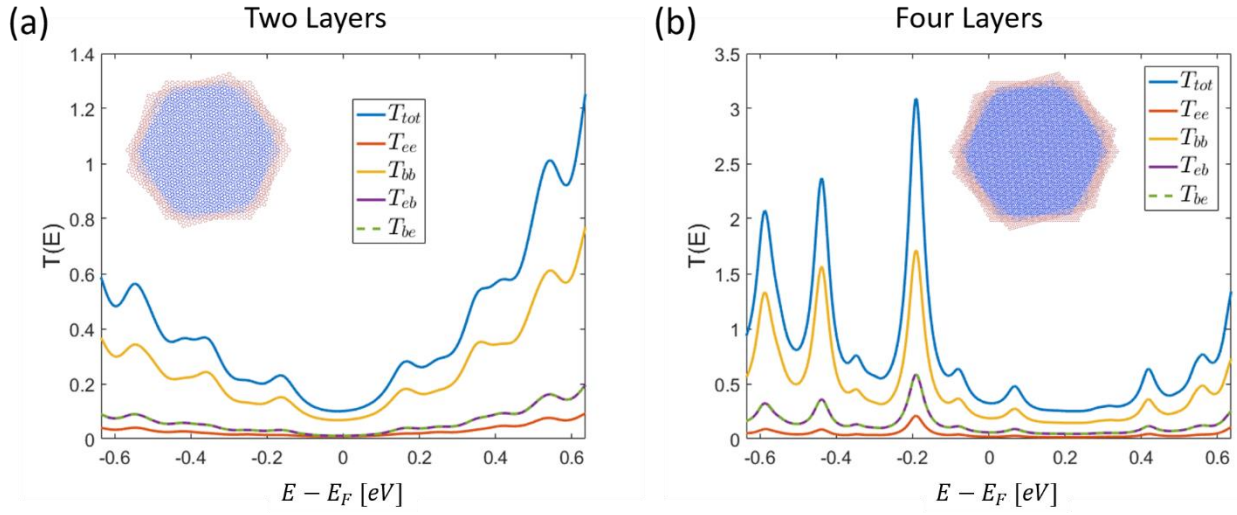 (a) Two Layers
1.4
1.2
1
0.8
0.6
0.4
0.2
0
T(E)
-0.6 -0.4 -0.2 0 0.2 0.4 0.6
E − E_F [eV]
T_tot
T_ee
T_bb
T_eb
T_be
(b) Four Layers
3.5
3
2.5
2
1.5
1
0.5
0
T(E)
-0.6 -0.4 -0.2 0 0.2 0.4 0.6
E − E_F [eV]
T_tot
T_ee
T_bb
T_eb
T_be